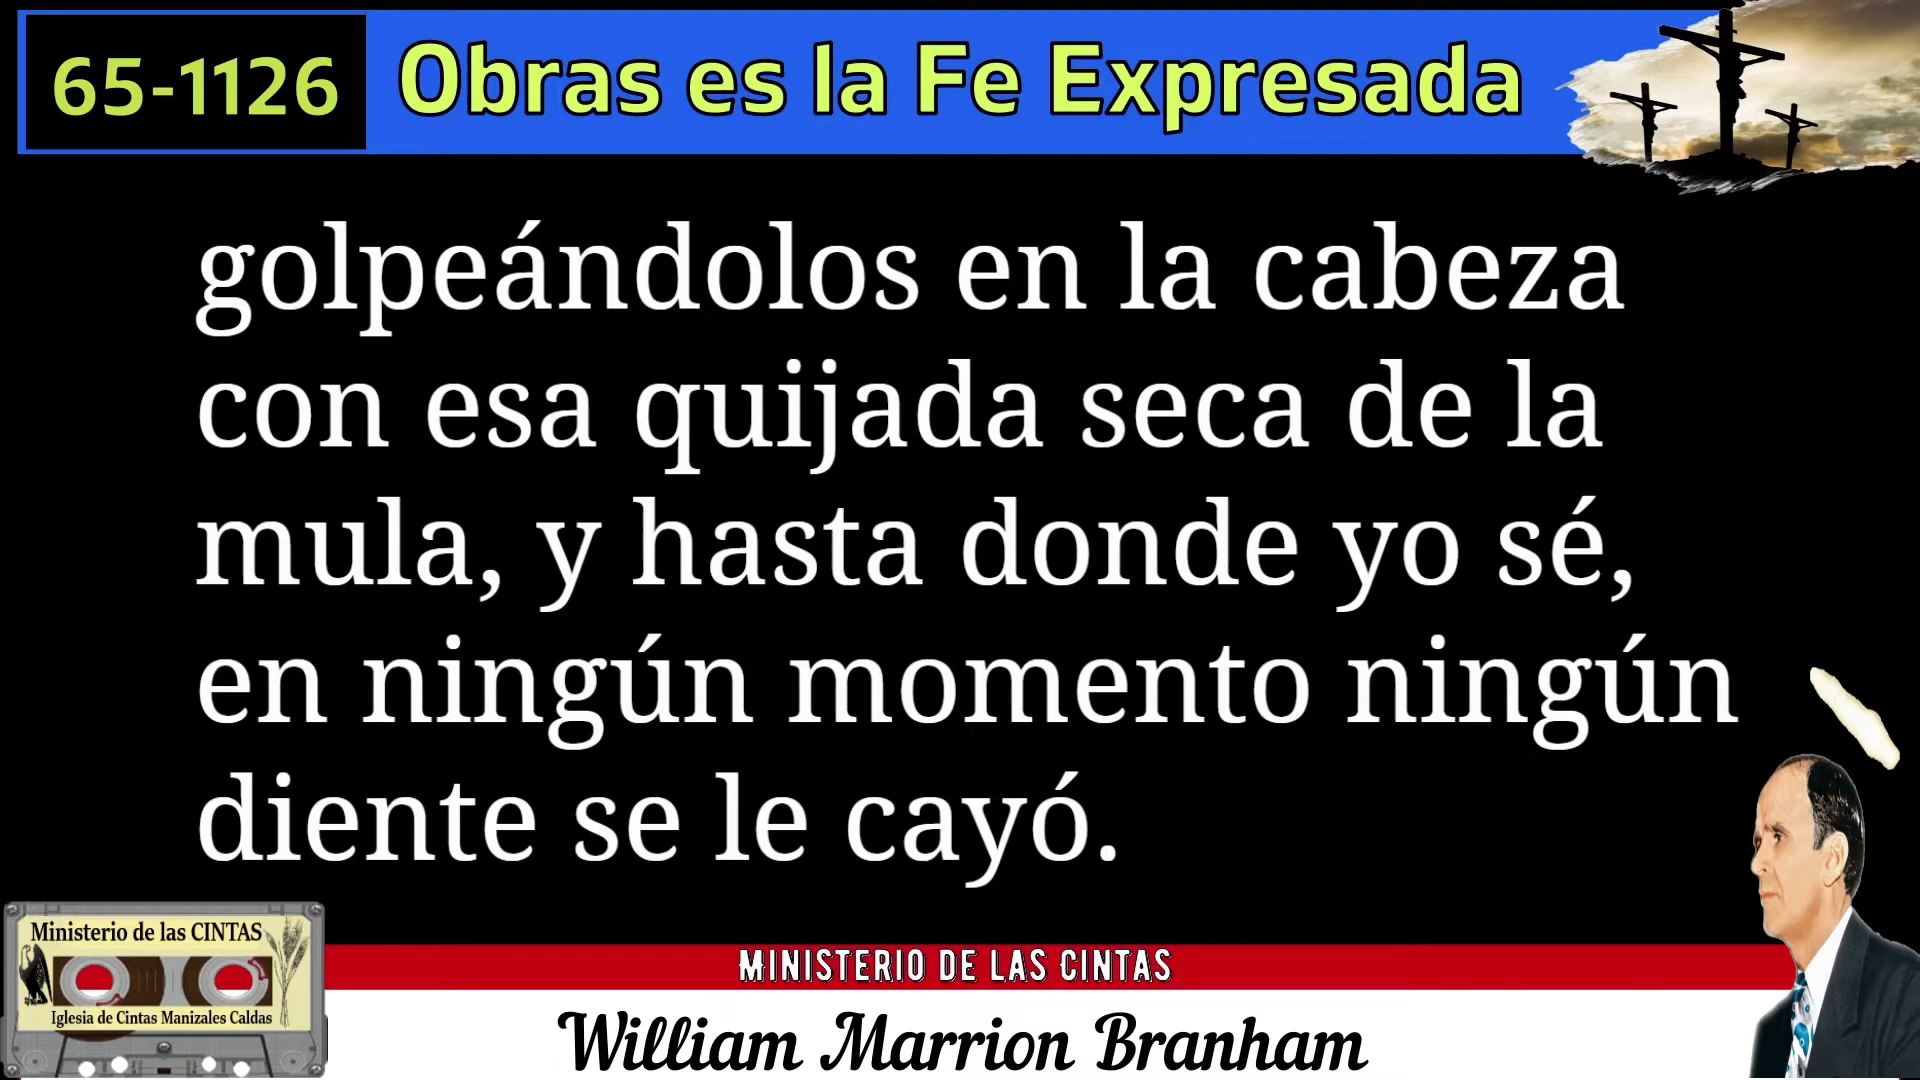 65-1126
Obras es la Fe Expresada
golpeándolos en la cabeza
con esa quijada seca de la
mula, y hasta donde yo sé,
en ningún momento ningún
diente se le cayó.
Ministerio de las CINTAS
Iglesia de Cintas Manizales Caldas
MINISTERIO DE LAS CINTAS
William Marrion Branham